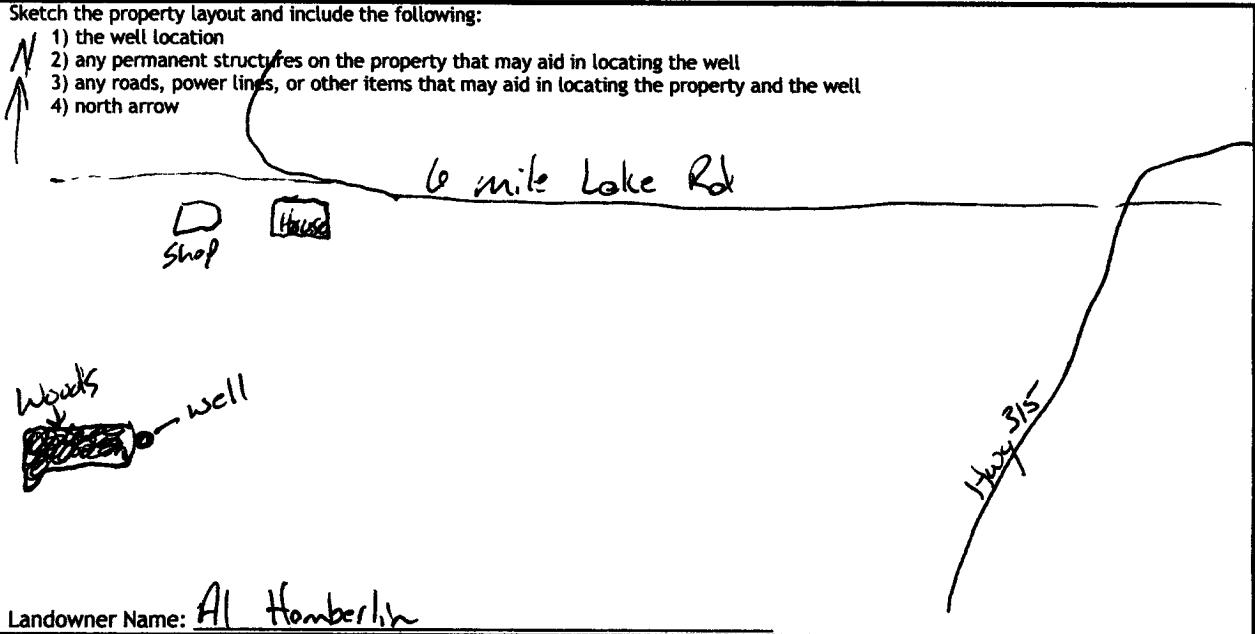 Sketch the property layout and include the following:
1) the well location
2) any permanent structures on the property that may aid in locating the well
3) any roads, power lines, or other items that may aid in locating the property and the well
4) north arrow
N
6 mile Lake Rd
House
Shop
Woods
well
Hwy 315
Landowner Name: Al Hamberlin